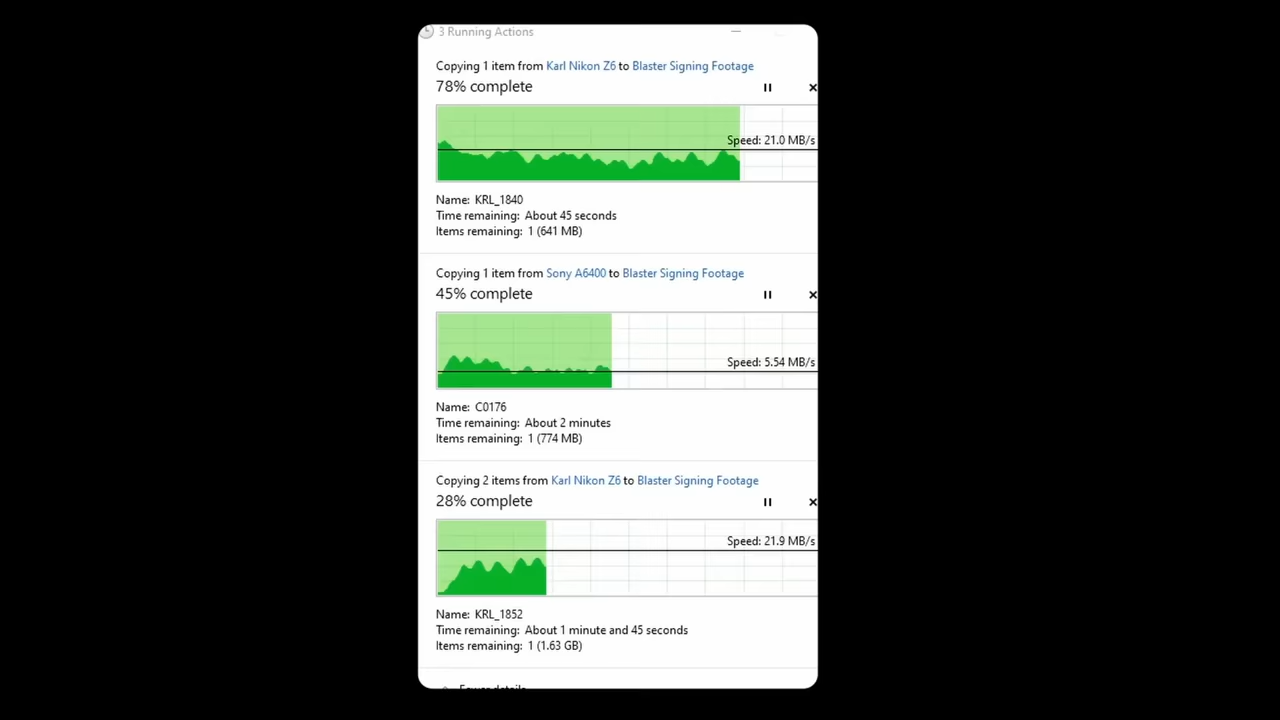 3 Running Actions
Copying 1 item from Karl Nikon Z6 to Blaster Signing Footage
78% complete
Speed: 21.0 MB/s
Name: KRL_1840
Time remaining: About 45 seconds
Items remaining: 1 (641 MB)
Copying 1 item from Sony A6400 to Blaster Signing Footage
45% complete
Speed: 5.54 MB/s
Name: C0176
Time remaining: About 2 minutes
Items remaining: 1 (774 MB)
Copying 2 items from Karl Nikon Z6 to Blaster Signing Footage
28% complete
Speed: 21.9 MB/s
Name: KRL_1852
Time remaining: About 1 minute and 45 seconds
Items remaining: 1 (1.63 GB)
Fewer details